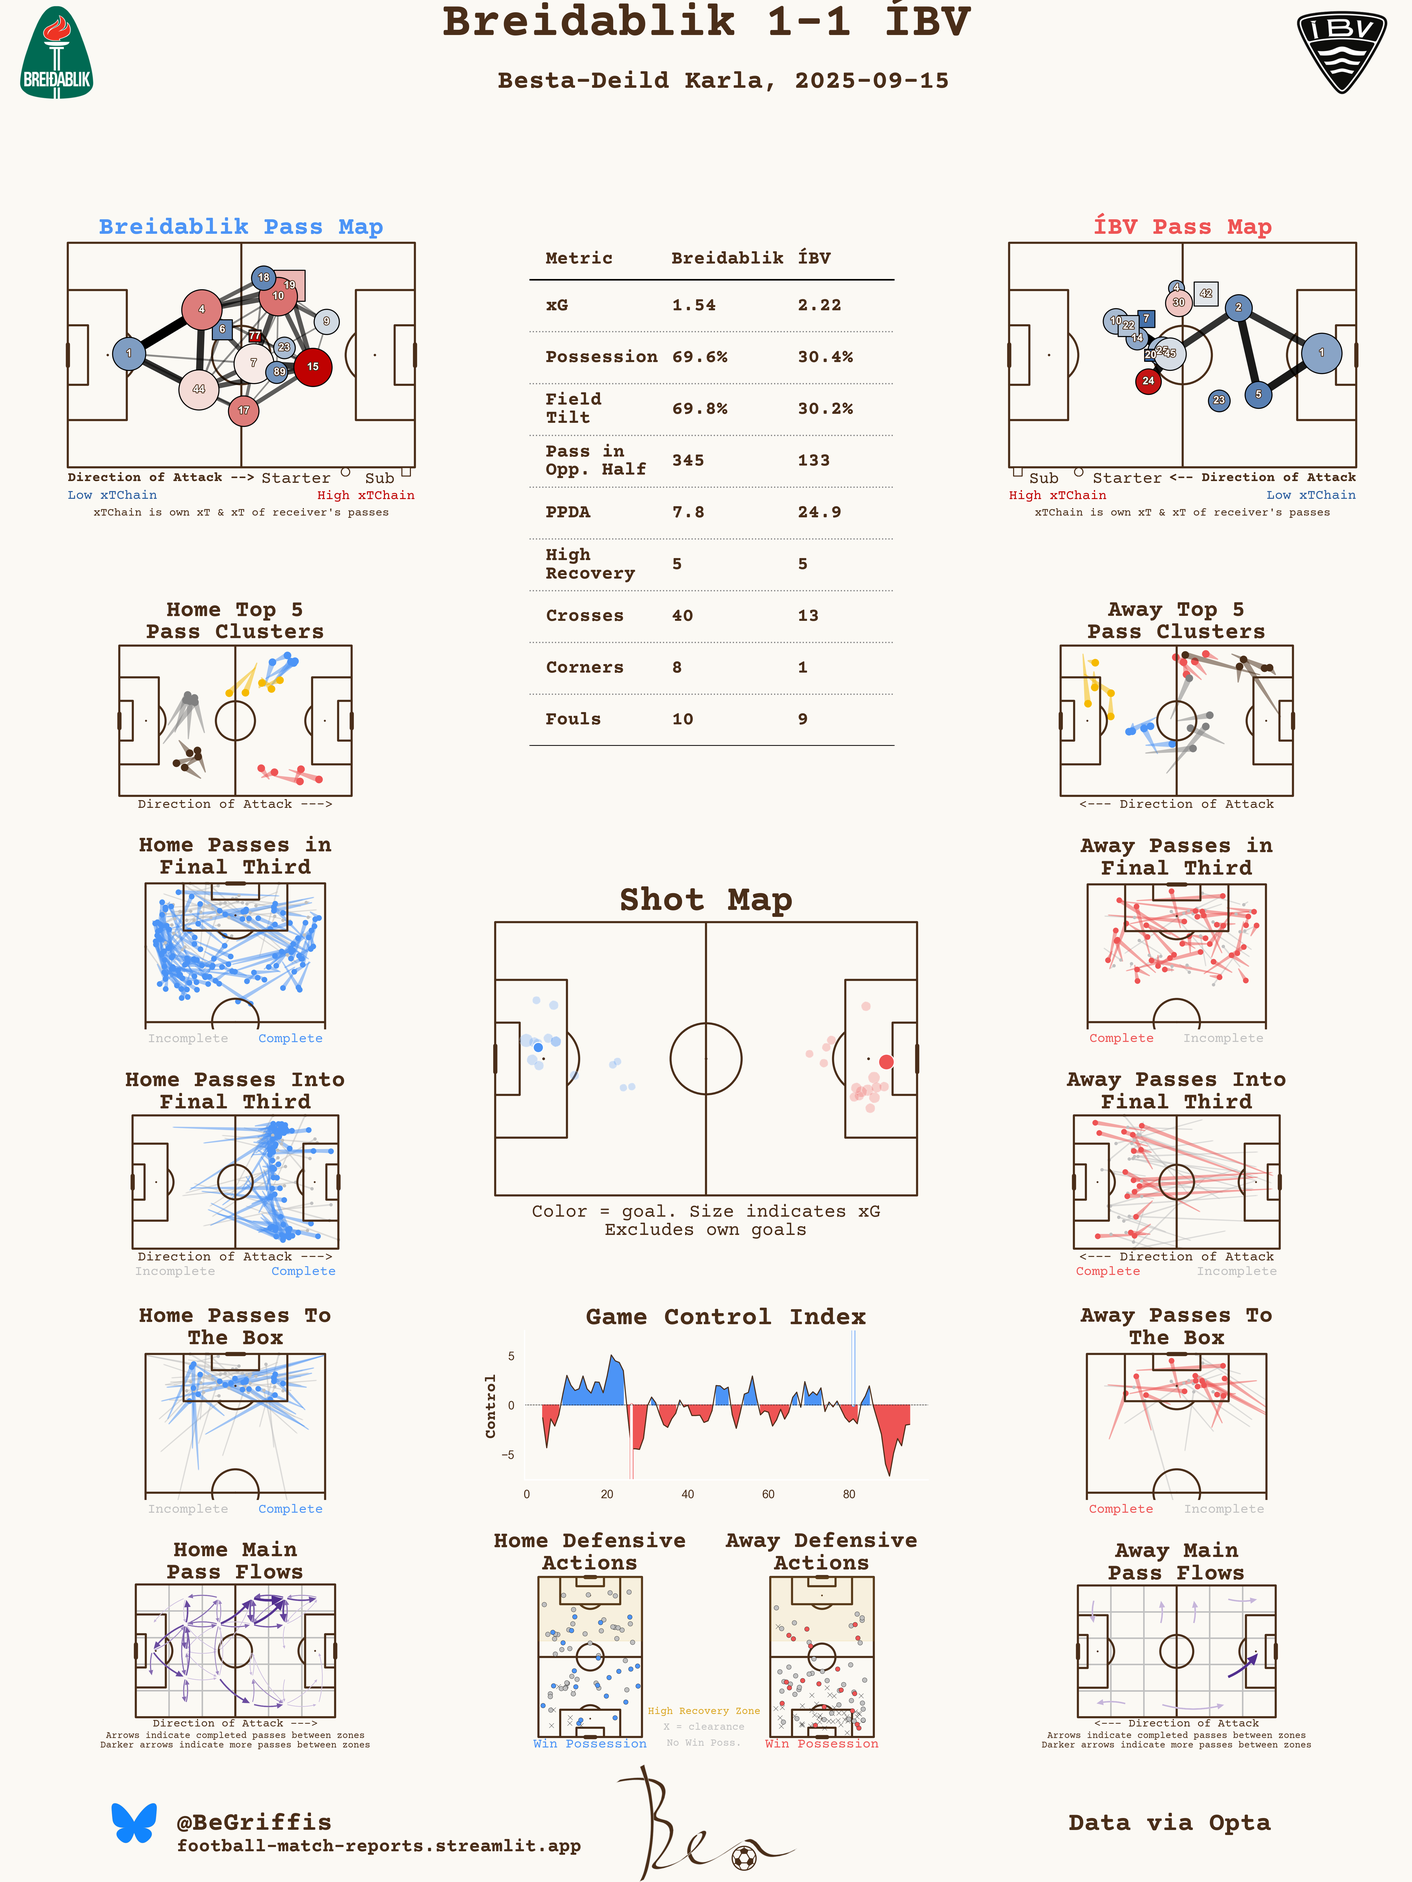 Breidablik 1-1 ÍBV
Besta-Deild Karla, 2025-09-15
BREIÐABLIK
ÍBV
Breidablik Pass Map
18
19
10
4
9
6
77
23
1
7
15
89
44
17
Direction of Attack --> Starter Sub
Low xTChain High xTChain
xTChain is own xT & xT of receiver's passes
Metric Breidablik ÍBV
xG 1.54 2.22
Possession 69.6% 30.4%
Field
Tilt 69.8% 30.2%
Pass in
Opp. Half 345 133
PPDA 7.8 24.9
High
Recovery 5 5
Crosses 40 13
Corners 8 1
Fouls 10 9
ÍBV Pass Map
4
42
30
2
10
7
22
14
25
20
45
1
24
5
23
Sub Starter <-- Direction of Attack
High xTChain Low xTChain
xTChain is own xT & xT of receiver's passes
Home Top 5
Pass Clusters
Direction of Attack --->
Away Top 5
Pass Clusters
<--- Direction of Attack
Home Passes in
Final Third
Incomplete Complete
Away Passes in
Final Third
Complete Incomplete
Shot Map
Color = goal. Size indicates xG
Excludes own goals
Home Passes Into
Final Third
Direction of Attack --->
Incomplete Complete
Away Passes Into
Final Third
<--- Direction of Attack
Complete Incomplete
Home Passes To
The Box
Incomplete Complete
Game Control Index
Control
5
0
−5
0 20 40 60 80
Away Passes To
The Box
Complete Incomplete
Home Main
Pass Flows
Direction of Attack --->
Arrows indicate completed passes between zones
Darker arrows indicate more passes between zones
Home Defensive
Actions
Win Possession
High Recovery Zone
X = clearance
No Win Poss.
Away Defensive
Actions
Win Possession
Away Main
Pass Flows
<--- Direction of Attack
Arrows indicate completed passes between zones
Darker arrows indicate more passes between zones
@BeGriffis
football-match-reports.streamlit.app
Ben
Data via Opta